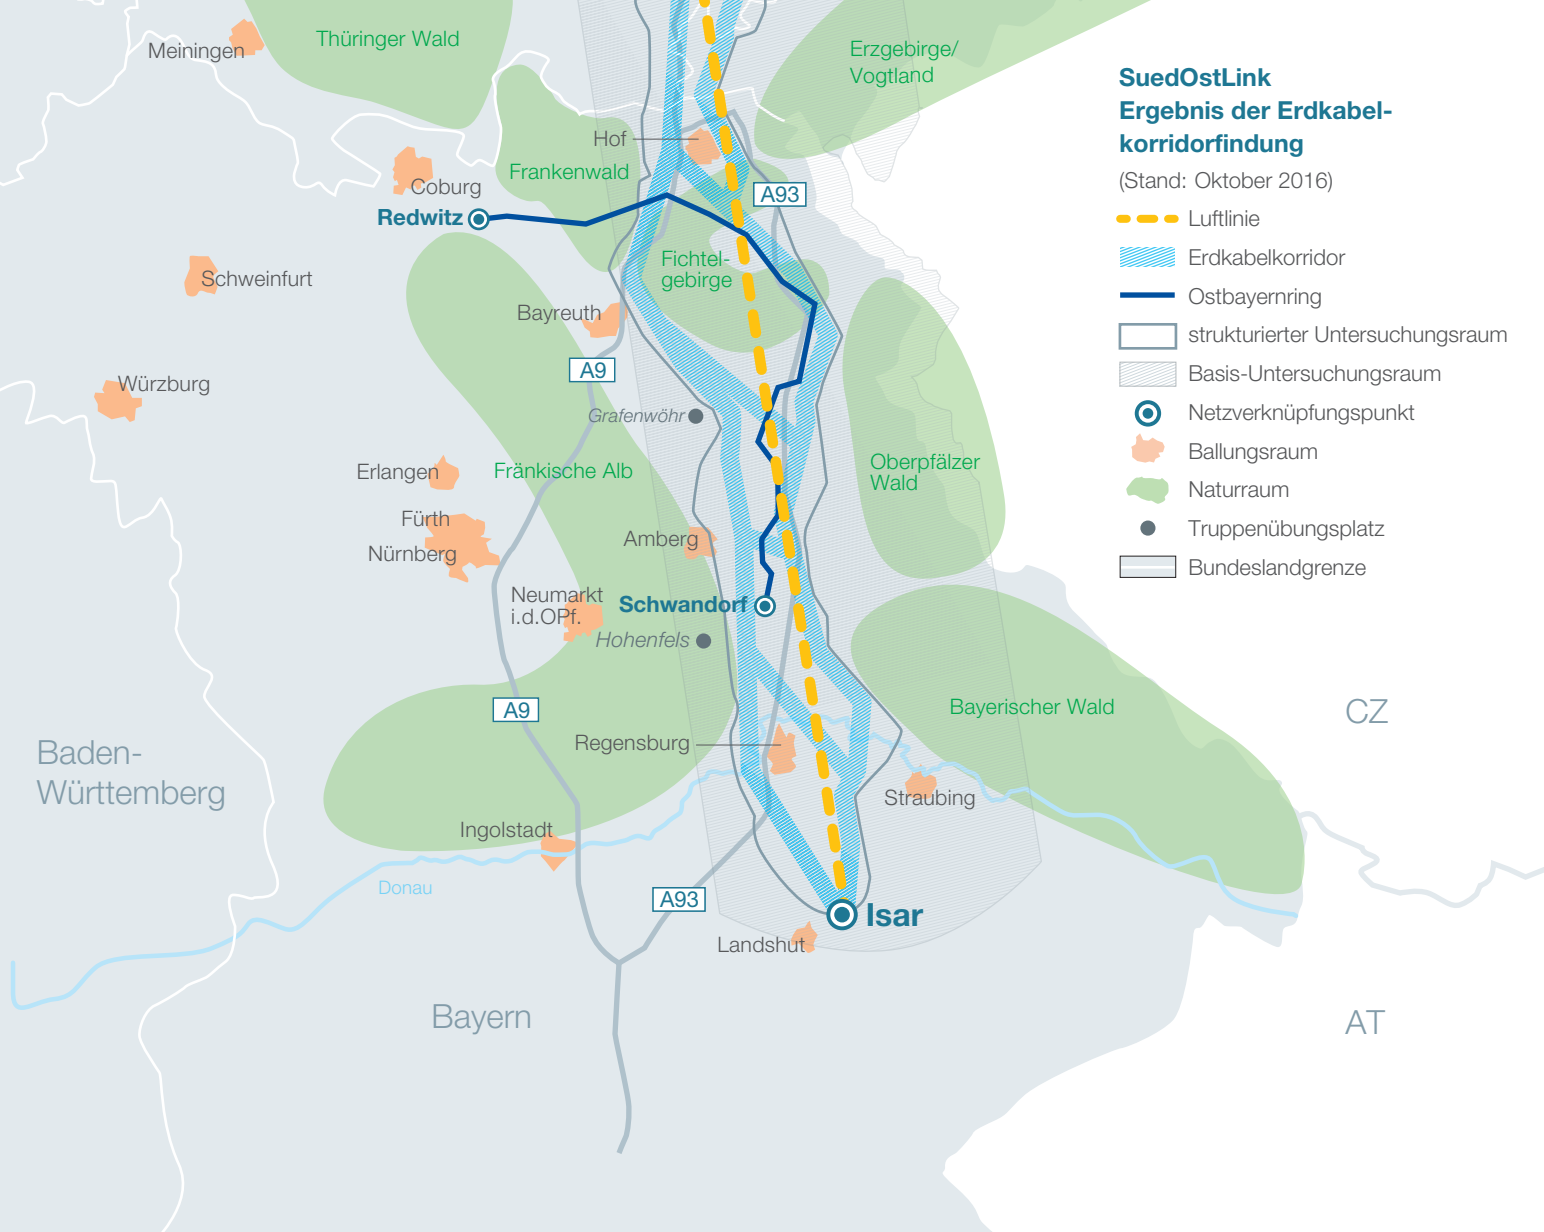 Meiningen
Thüringer Wald
Erzgebirge/
Vogtland
Hof
Frankenwald
Coburg
A93
Redwitz
Schweinfurt
Fichtel-
gebirge
Bayreuth
A9
Würzburg
Grafenwöhr
Erlangen
Fränkische Alb
Oberpfälzer
Wald
Fürth
Nürnberg
Amberg
Neumarkt
i.d.OPf.
Schwandorf
Hohenfels
A9
Bayerischer Wald
CZ
Regensburg
Baden-
Württemberg
Straubing
Ingolstadt
Donau
A93
Isar
Landshut
Bayern
AT
SuedOstLink
Ergebnis der Erdkabel-
korridorfindung
(Stand: Oktober 2016)
Luftlinie
Erdkabelkorridor
Ostbayernring
strukturierter Untersuchungsraum
Basis-Untersuchungsraum
Netzverknüpfungspunkt
Ballungsraum
Naturraum
Truppenübungsplatz
Bundeslandgrenze